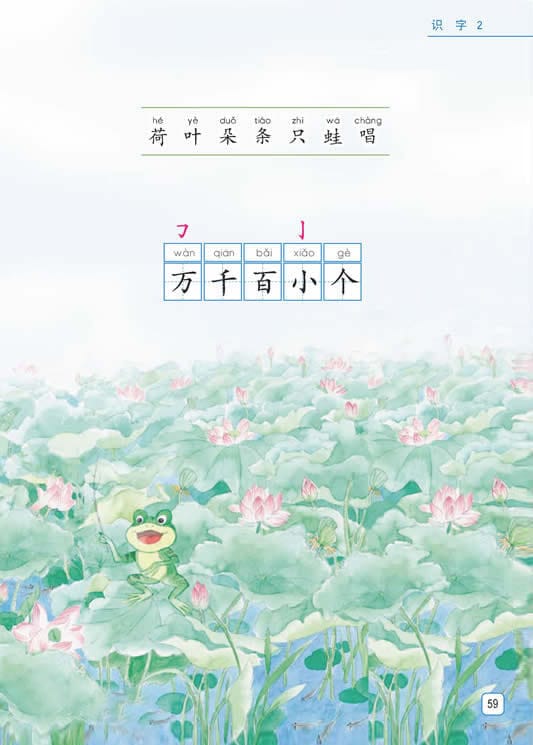 识 字 2
hé yè duǒ tiáo zhī wā chàng
荷 叶 朵 条 只 蛙 唱
㇆ 亅
wàn qiān bǎi xiǎo gè
万 千 百 小 个
59